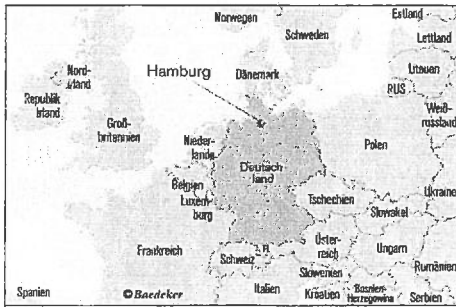 Norwegen
Schweden
Estland
Lettland
Litauen
RUS
Weiß-
russland
Dänemark
Hamburg
Nord-
irland
Republik
Irland
Groß-
britannien
Nieder-
lande
Deutsch
land
Polen
Belgien
Luxem-
burg
Tschechien
Ukraine
Slowakei
Frankreich
Schweiz
FL
Öster-
reich
Ungarn
Rumänien
Slowenien
Italien
Kroatien
Bosnien-
Herzegowina
Serbien
Spanien
©Baedeker